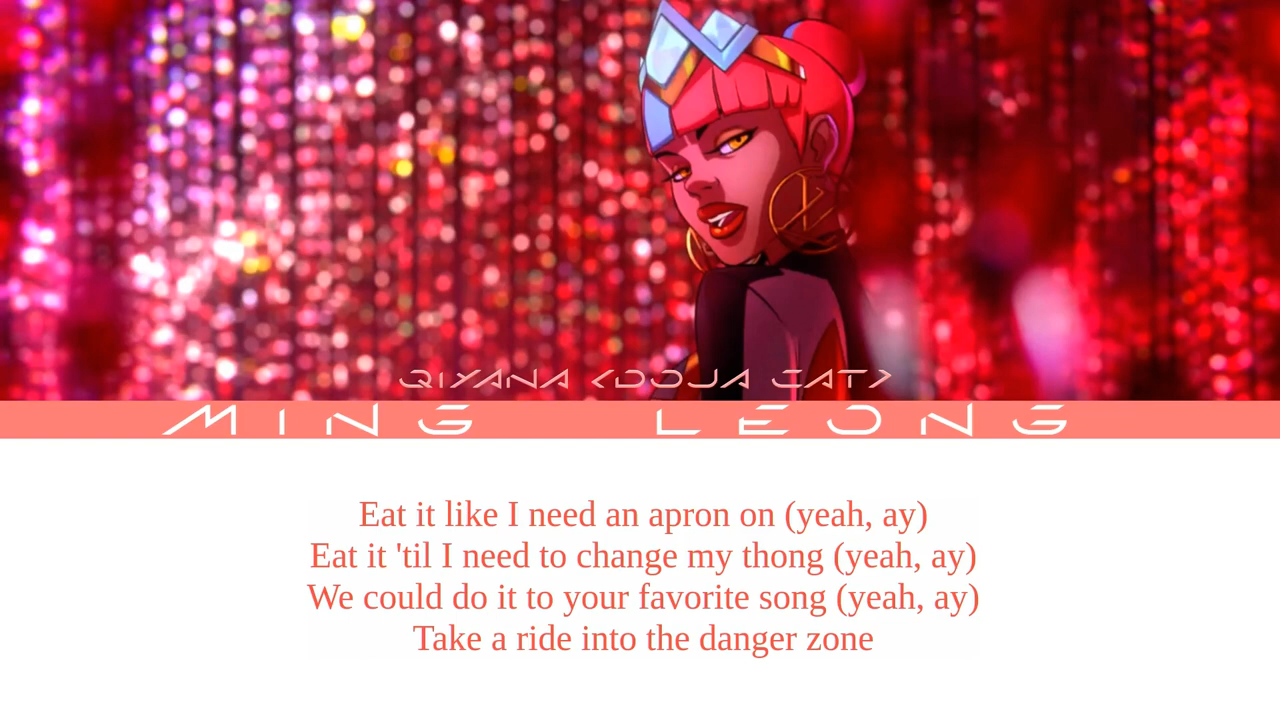 QIYANA <DOJA CAT>
MING LEONG
Eat it like I need an apron on (yeah, ay)
Eat it 'til I need to change my thong (yeah, ay)
We could do it to your favorite song (yeah, ay)
Take a ride into the danger zone